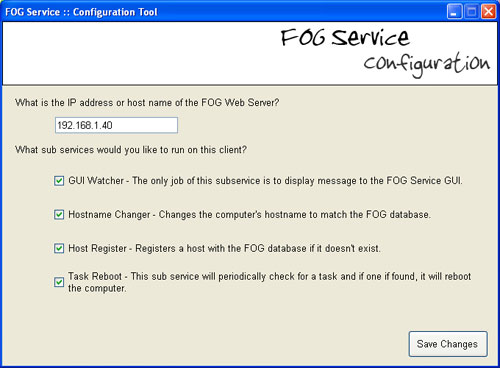 FOG Service :: Configuration Tool
FOG Service
configuration
What is the IP address or host name of the FOG Web Server?
192.168.1.40
What sub services would you like to run on this client?
GUI Watcher - The only job of this subservice is to display message to the FOG Service GUI.
Hostname Changer - Changes the computer's hostname to match the FOG database.
Host Register - Registers a host with the FOG database if it doesn't exist.
Task Reboot - This sub service will periodically check for a task and if one if found, it will reboot
the computer.
Save Changes